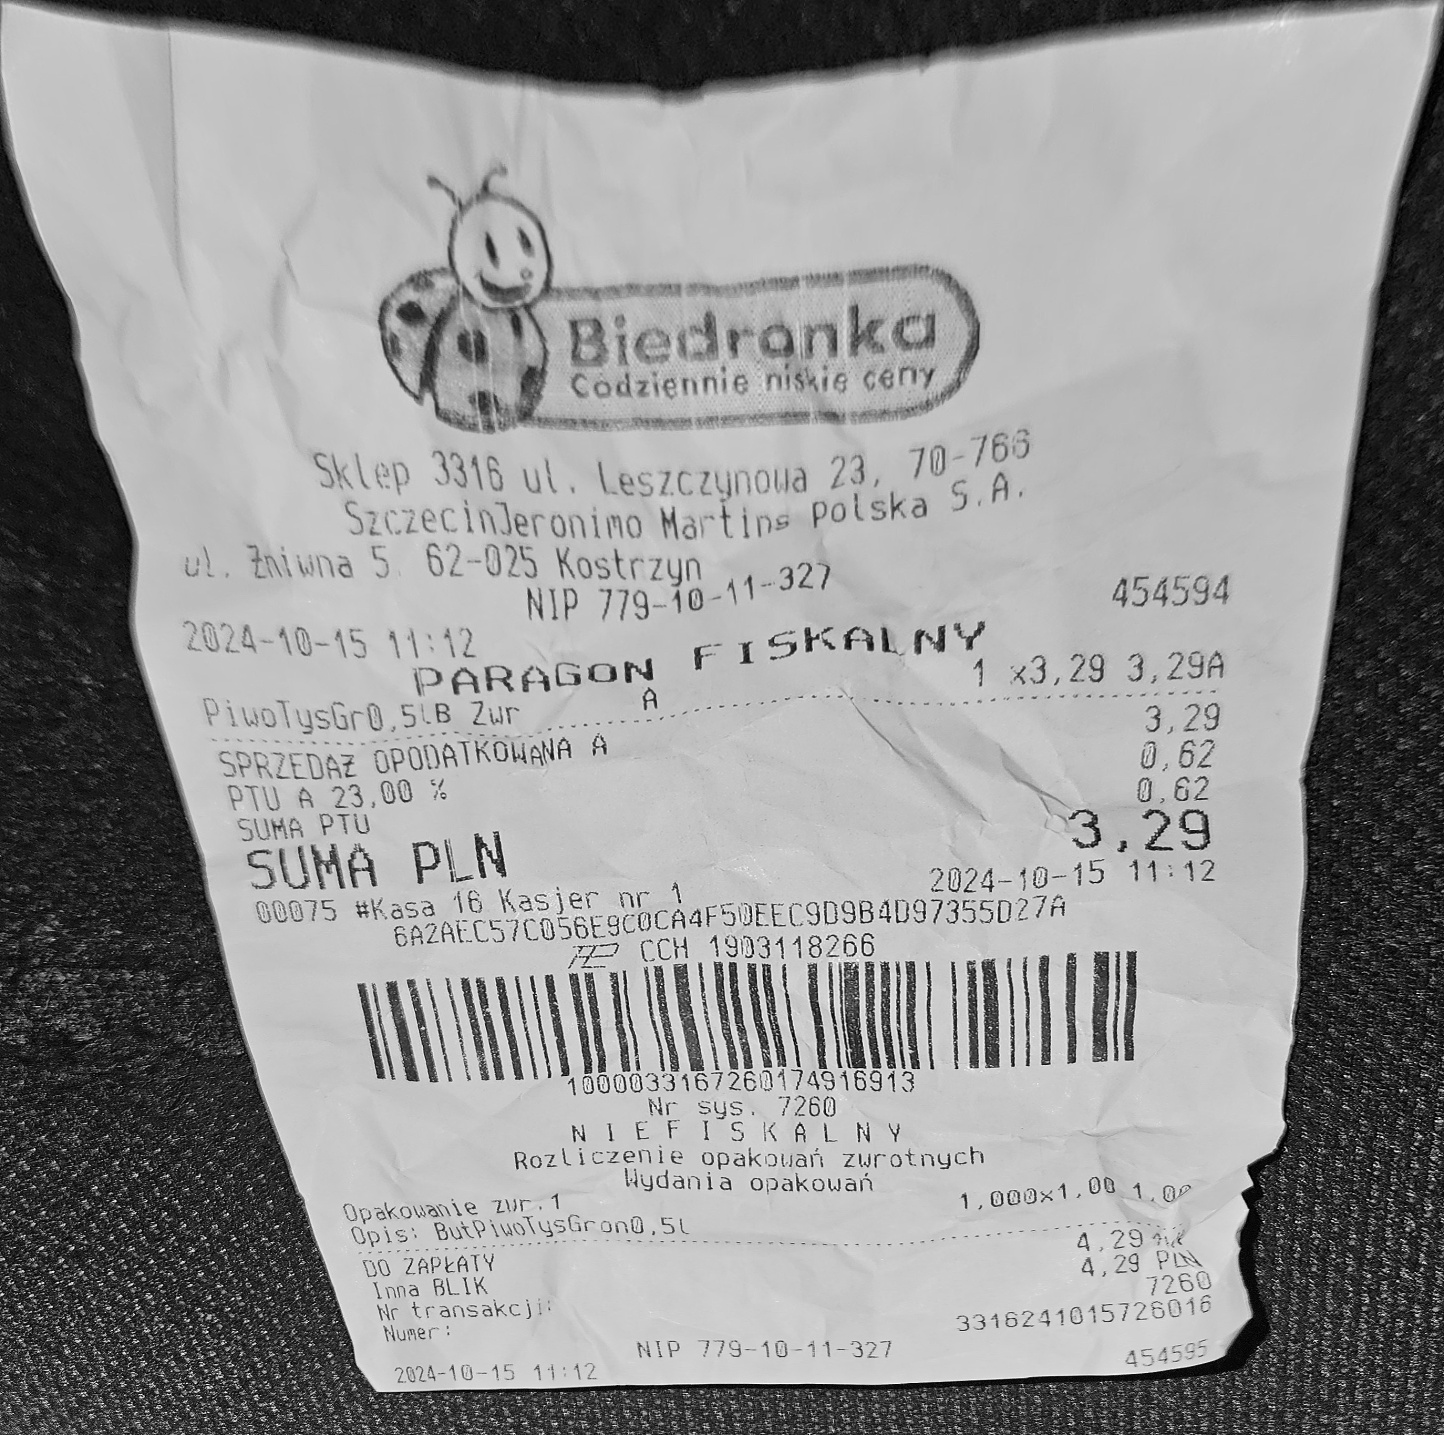 Biedronka
Codziennie niskie ceny
Sklep 3316 ul. Leszczynowa 23, 70-766
SzczecinJeronimo Martins Polska S.A.
ul. Żniwna 5 62-025 Kostrzyn
NIP 779-10-11-327
2024-10-15 11:12 454594
PARAGON FISKALNY
PiwoTysGr0,5lB Zwr A 1 x3,29 3,29A
SPRZEDAŻ OPODATKOWANA A 3,29
PTU A 23,00 % 0,62
SUMA PTU 0,62
SUMA PLN 3,29
00075 #Kasa 16 Kasjer nr 1 2024-10-15 11:12
6A2AEC57C056E9C0CA4F50EEC9D9B4D97355D27A
CCH 1903118266
1000033167260174916913
Nr sys. 7260
NIEFISKALNY
Rozliczenie opakowań zwrotnych
Wydania opakowań
Opakowanie zwr.1 1,000x1,00 1,00
Opis: ButPiwoTysGron0,5l
DO ZAPŁATY 4,29
Inna BLIK 4,29 PLN
Nr transakcji: 7260
Numer: 3316241015726016
NIP 779-10-11-327
2024-10-15 11:12 454595